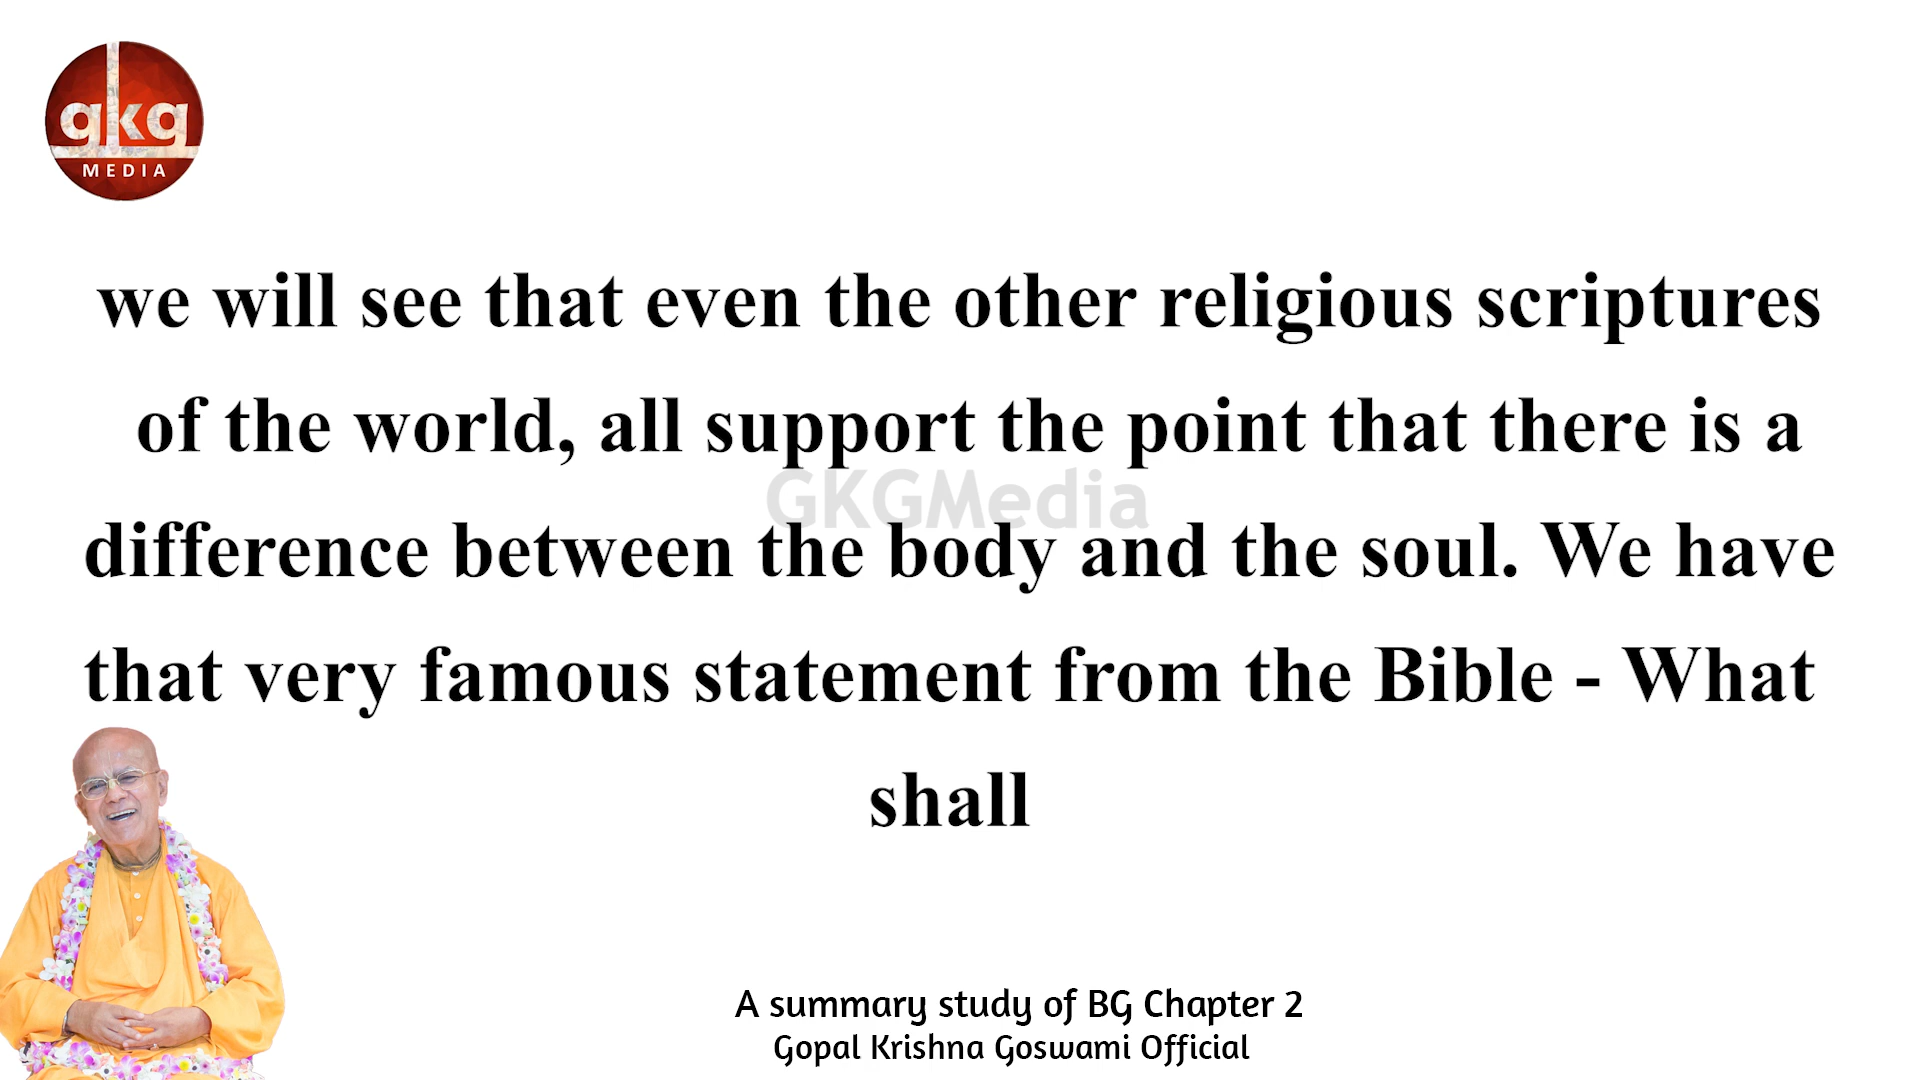 gkg
MEDIA
we will see that even the other religious scriptures
of the world, all support the point that there is a
GKGMedia
difference between the body and the soul. We have
that very famous statement from the Bible - What
shall
A summary study of BG Chapter 2
Gopal Krishna Goswami Official